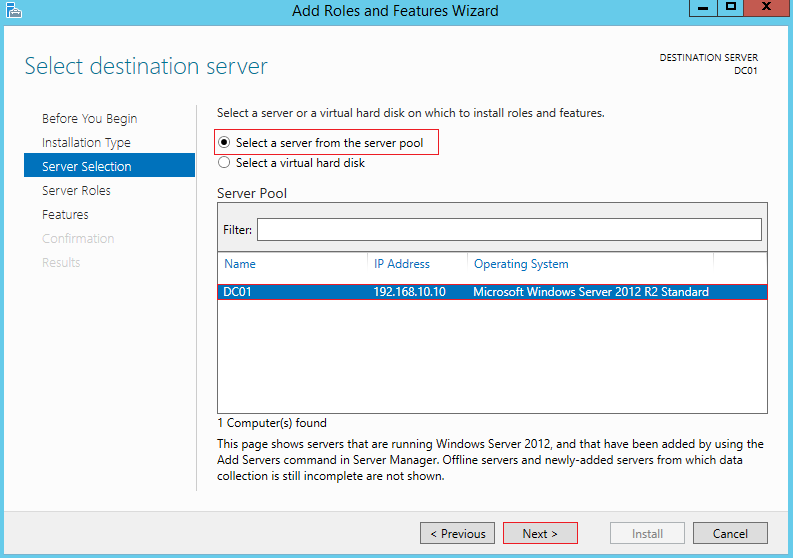 Add Roles and Features Wizard
Select destination server
DESTINATION SERVER
DC01
Before You Begin
Installation Type
Server Selection
Server Roles
Features
Confirmation
Results
Select a server or a virtual hard disk on which to install roles and features.
Select a server from the server pool
Select a virtual hard disk
Server Pool
Filter:
Name IP Address Operating System
DC01 192.168.10.10 Microsoft Windows Server 2012 R2 Standard
1 Computer(s) found
This page shows servers that are running Windows Server 2012, and that have been added by using the
Add Servers command in Server Manager. Offline servers and newly-added servers from which data
collection is still incomplete are not shown.
< Previous Next > Install Cancel